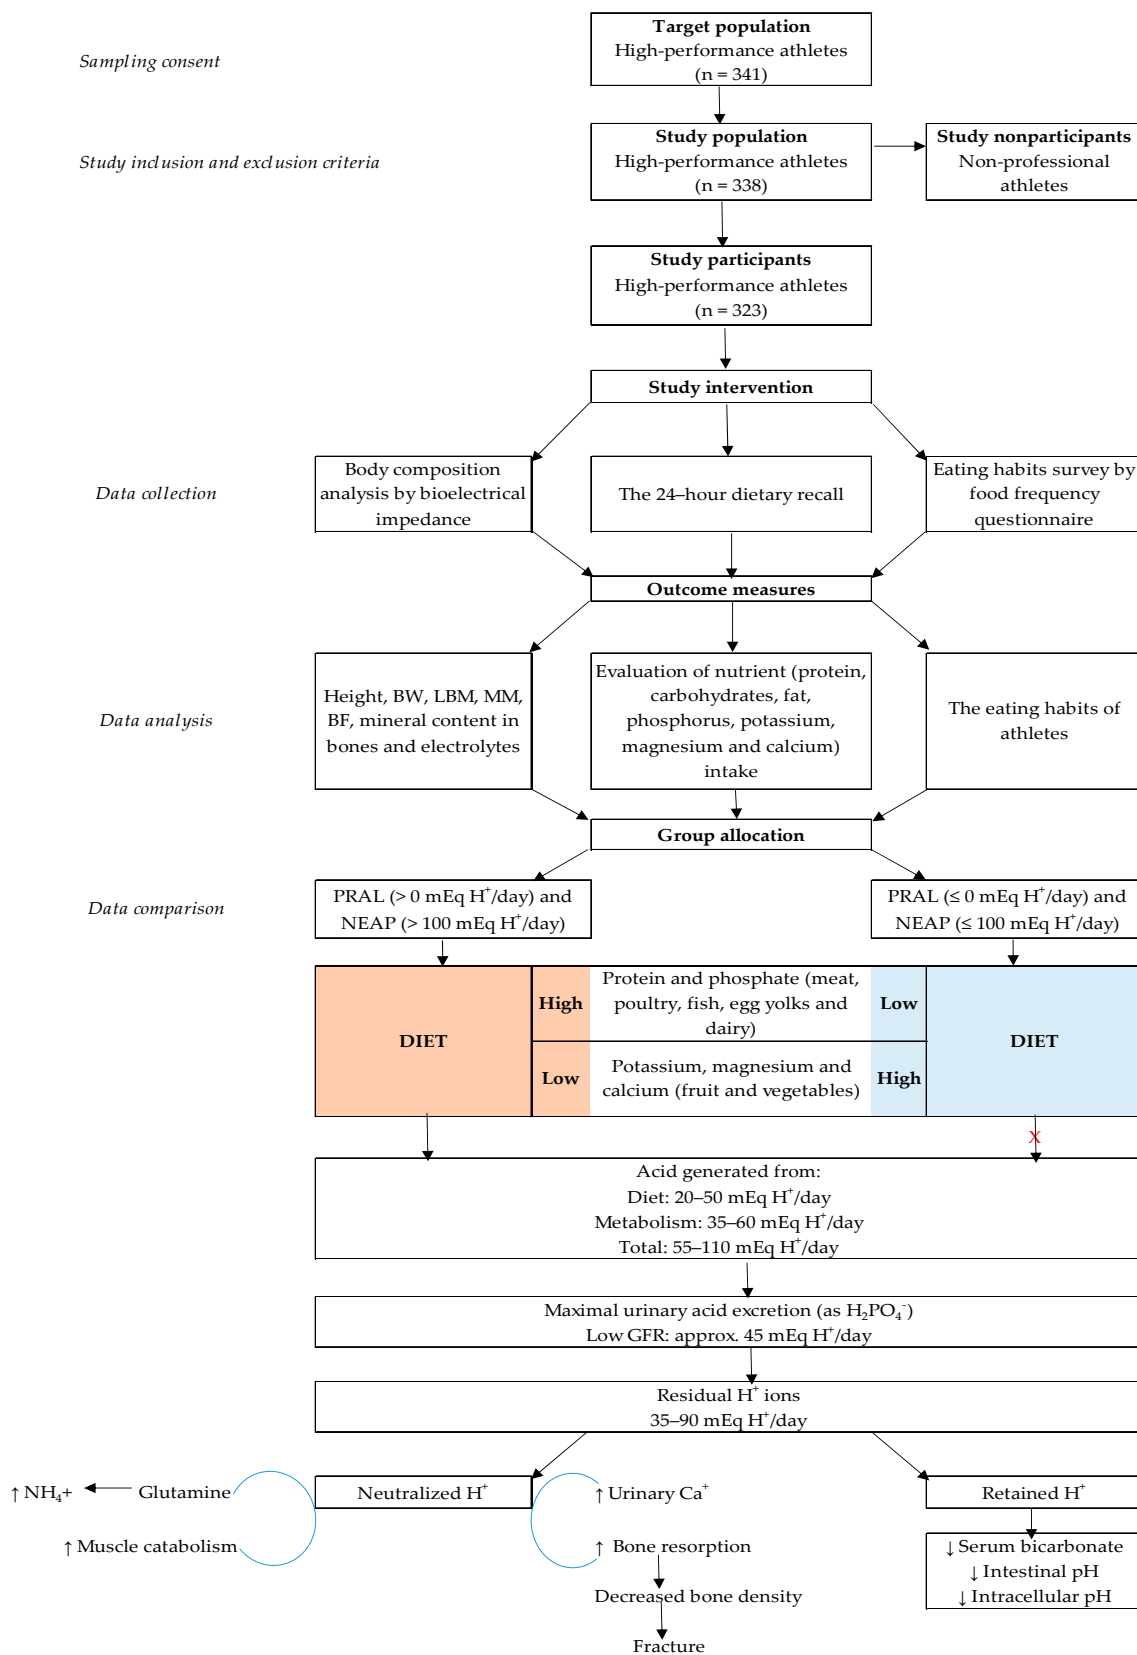 Target population
High-performance athletes
(n = 341)
Sampling consent
Study population
High-performance athletes
(n = 338)
Study nonparticipants
Non-professional
athletes
Study inclusion and exclusion criteria
Study participants
High-performance athletes
(n = 323)
Study intervention
Data collection
Body composition
analysis by bioelectrical
impedance
The 24–hour dietary recall
Eating habits survey by
food frequency
questionnaire
Outcome measures
Data analysis
Height, BW, LBM, MM,
BF, mineral content in
bones and electrolytes
Evaluation of nutrient (protein,
carbohydrates, fat,
phosphorus, potassium,
magnesium and calcium)
intake
The eating habits of
athletes
Group allocation
Data comparison
PRAL (> 0 mEq H⁺/day) and
NEAP (> 100 mEq H⁺/day)
PRAL (≤ 0 mEq H⁺/day) and
NEAP (≤ 100 mEq H⁺/day)
DIET
High
Protein and phosphate (meat,
poultry, fish, egg yolks and
dairy)
Low
DIET
Low
Potassium, magnesium and
calcium (fruit and vegetables)
High
X
Acid generated from:
Diet: 20–50 mEq H⁺/day
Metabolism: 35–60 mEq H⁺/day
Total: 55–110 mEq H⁺/day
Maximal urinary acid excretion (as H₂PO₄⁻)
Low GFR: approx. 45 mEq H⁺/day
Residual H⁺ ions
35–90 mEq H⁺/day
↑ NH₄+
Glutamine
↑ Muscle catabolism
Neutralized H⁺
↑ Urinary Ca⁺
↑ Bone resorption
Decreased bone density
Fracture
Retained H⁺
↓ Serum bicarbonate
↓ Intestinal pH
↓ Intracellular pH